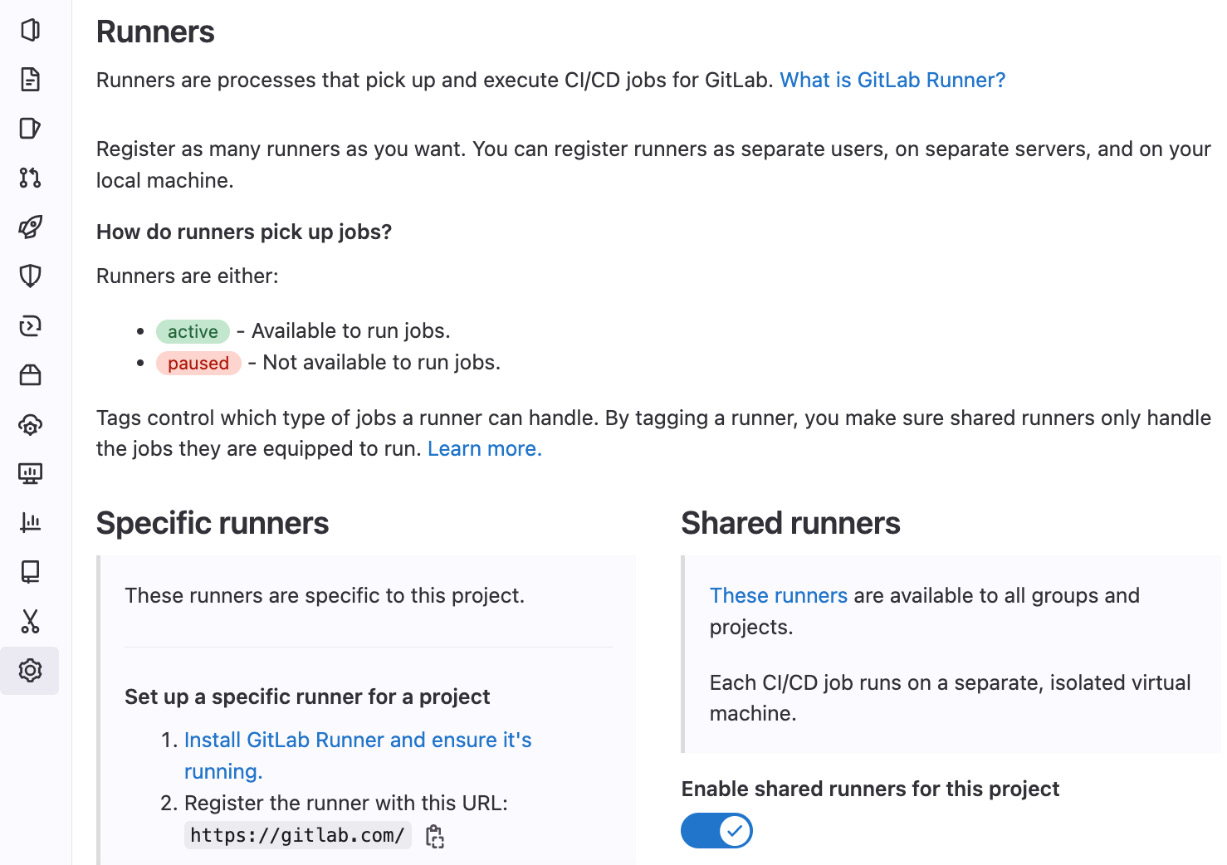 Runners
Runners are processes that pick up and execute CI/CD jobs for GitLab. What is GitLab Runner?
Register as many runners as you want. You can register runners as separate users, on separate servers, and on your
local machine.
How do runners pick up jobs?
Runners are either:
• active - Available to run jobs.
• paused - Not available to run jobs.
Tags control which type of jobs a runner can handle. By tagging a runner, you make sure shared runners only handle
the jobs they are equipped to run. Learn more.
Specific runners
These runners are specific to this project.
Set up a specific runner for a project
1. Install GitLab Runner and ensure it's
running.
2. Register the runner with this URL:
https://gitlab.com/
Shared runners
These runners are available to all groups and
projects.
Each CI/CD job runs on a separate, isolated virtual
machine.
Enable shared runners for this project